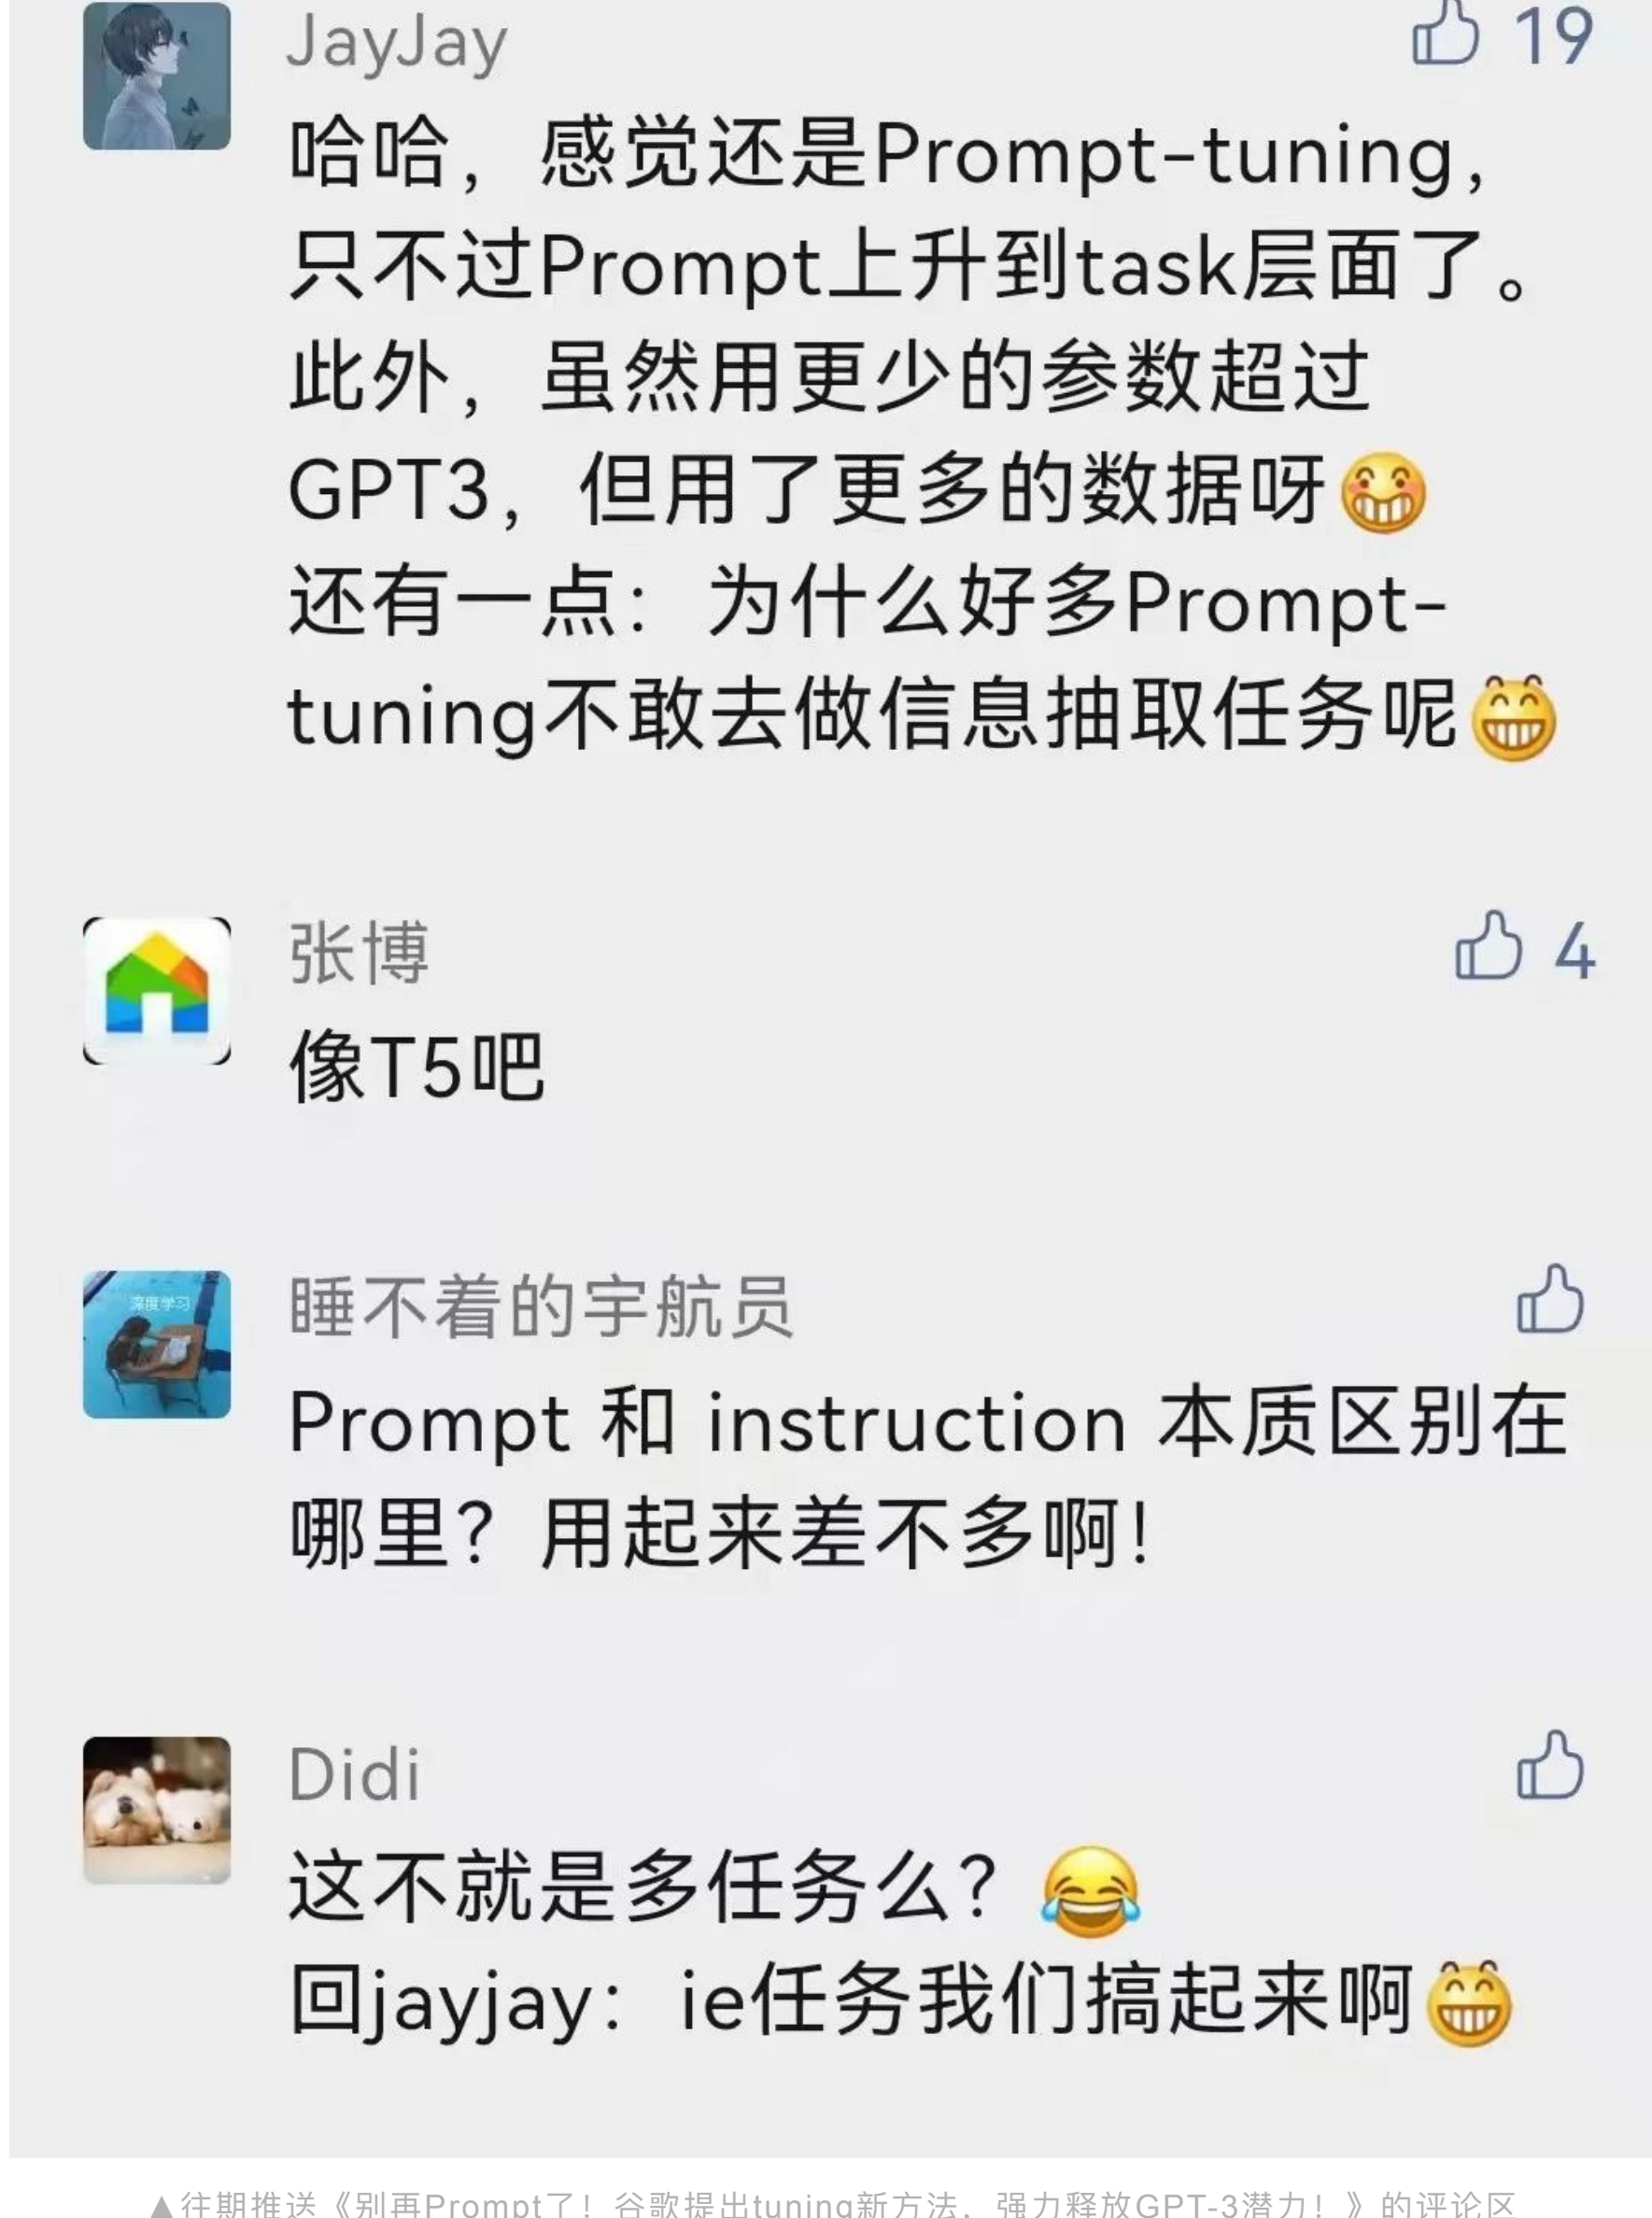 JayJay
19
哈哈，感觉还是Prompt-tuning，
只不过Prompt上升到task层面了。
此外，虽然用更少的参数超过
GPT3，但用了更多的数据呀😁
还有一点：为什么好多Prompt-
tuning不敢去做信息抽取任务呢😁
张博
4
像T5吧
深度学习
睡不着的宇航员
Prompt 和 instruction 本质区别在
哪里？用起来差不多啊！
Didi
这不就是多任务么？😂
回jayjay：ie任务我们搞起来啊😁
▲往期推送《别再Prompt了！谷歌提出tuning新方法，强力释放GPT-3潜力！》的评论区